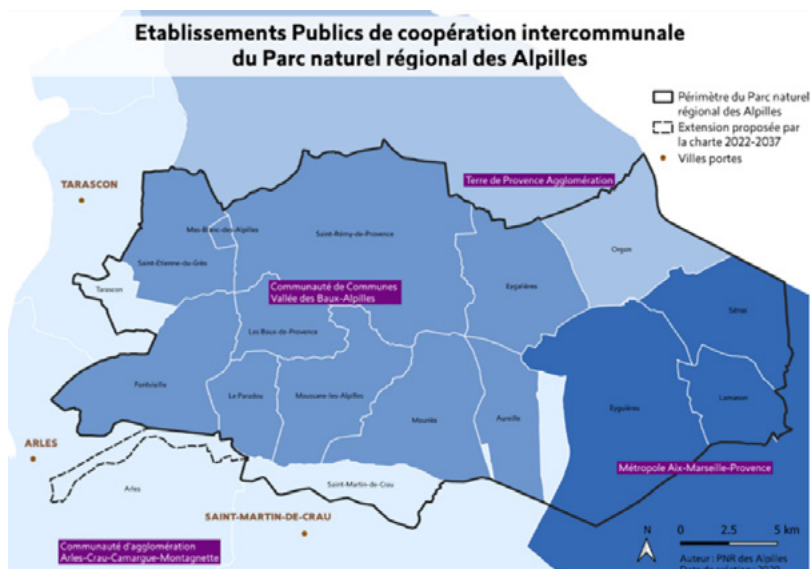 Etablissements Publics de coopération intercommunale
du Parc naturel régional des Alpilles
Périmètre du Parc naturel
régional des Alpilles
Extension proposée par
la charte 2022-2037
Villes portes
TARASCON
Terre de Provence Agglomération
Mas-Blanc-des-Alpilles
Saint-Rémy-de-Provence
Orgon
Saint-Etienne-du-Grès
Tarascon
Communauté de Communes
Vallée des Baux-Alpilles
Eygalières
Sénas
Les Baux-de-Provence
Fontvieille
Le Paradou
Maussane-les-Alpilles
Mouriès
Aureille
Eyguières
Lamanon
ARLES
Métropole Aix-Marseille-Provence
Arles
Saint-Martin-de-Crau
SAINT-MARTIN-DE-CRAU
Communauté d'agglomération
Arles-Crau-Camargue-Montagnette
N
0 2.5 5 km
Auteur : PNR des Alpilles